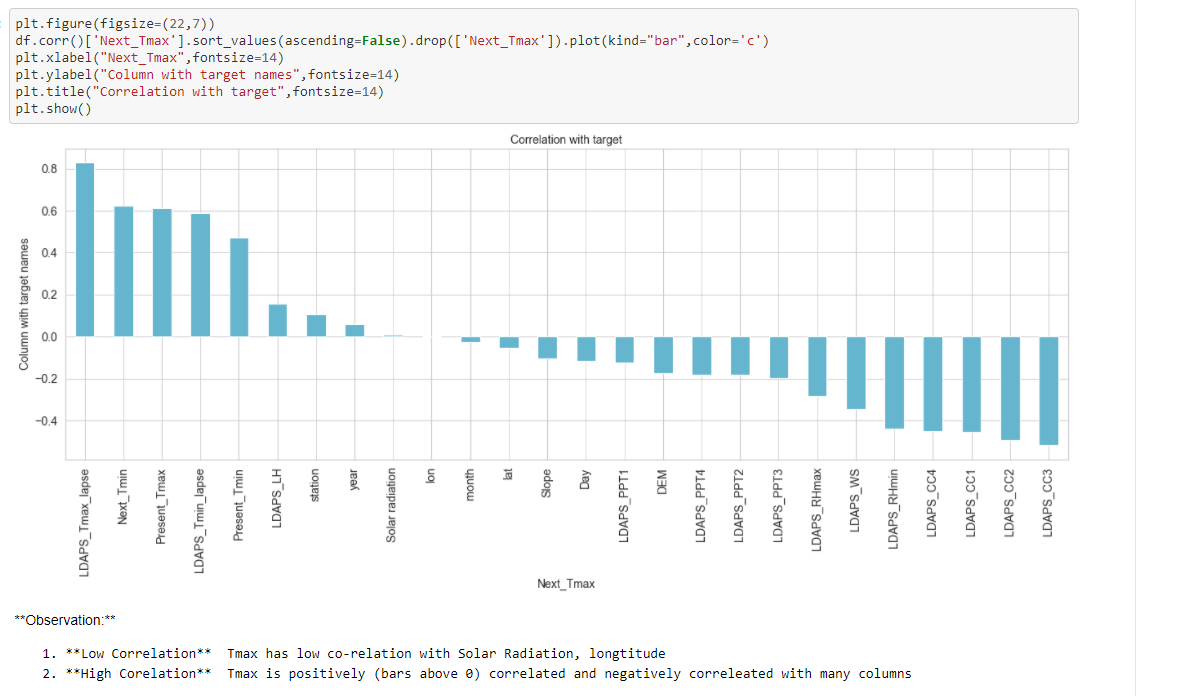 plt.figure(figsize=(22,7))
df.corr()['Next_Tmax'].sort_values(ascending=False).drop(['Next_Tmax']).plot(kind="bar",color='c')
plt.xlabel("Next_Tmax",fontsize=14)
plt.ylabel("Column with target names",fontsize=14)
plt.title("Correlation with target",fontsize=14)
plt.show()
Correlation with target
Column with target names
0.8
0.6
0.4
0.2
0.0
−0.2
−0.4
LDAPS_Tmax_lapse
Next_Tmin
Present_Tmax
LDAPS_Tmin_lapse
Present_Tmin
LDAPS_LH
station
year
Solar radiation
lon
month
lat
Slope
Day
LDAPS_PPT1
DEM
LDAPS_PPT4
LDAPS_PPT2
LDAPS_PPT3
LDAPS_RHmax
LDAPS_WS
LDAPS_RHmin
LDAPS_CC4
LDAPS_CC1
LDAPS_CC2
LDAPS_CC3
Next_Tmax
**Observation:**
1. **Low Correlation** Tmax has low co-relation with Solar Radiation, longtitude
2. **High Corelation** Tmax is positively (bars above 0) correlated and negatively correleated with many columns